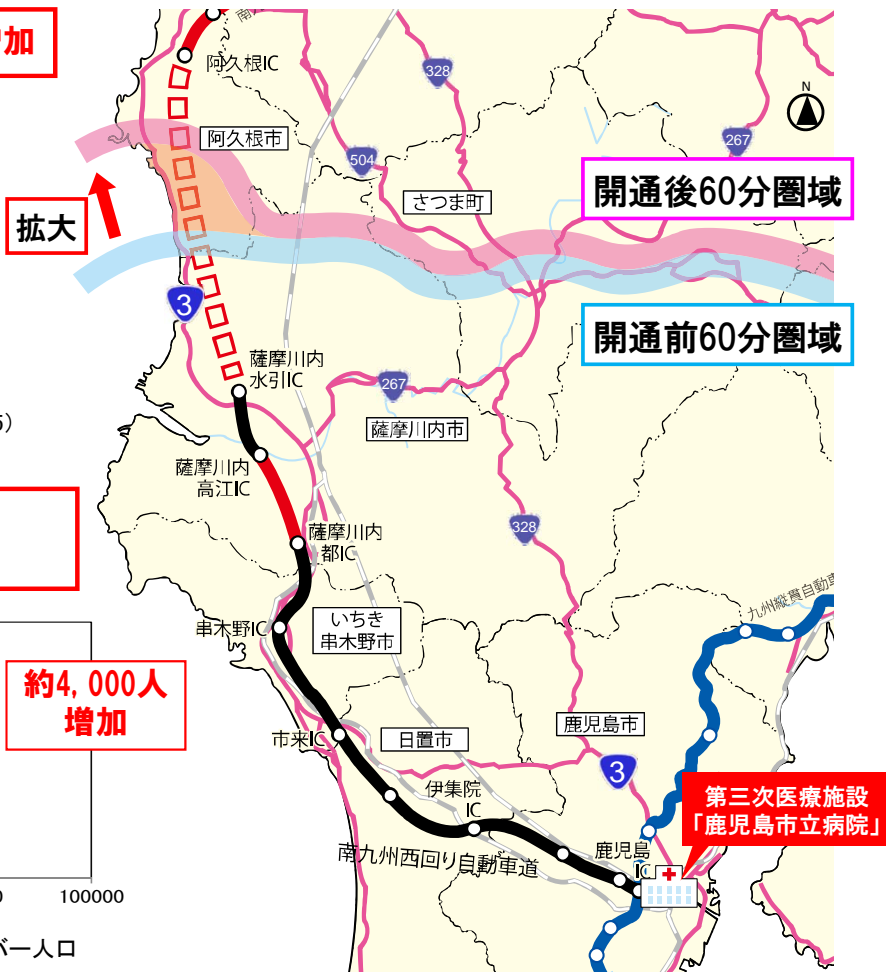 加
阿久根IC
328
N
267
阿久根市
504
さつま町
開通後60分圏域
拡大
3
開通前60分圏域
薩摩川内
水引IC
267
薩摩川内市
薩摩川内
高江IC
328
薩摩川内
都IC
九州縦貫自動車
串木野IC
いちき
串木野市
約4,000人
増加
市来IC
日置市
鹿児島市
3
伊集院
IC
第三次医療施設
「鹿児島市立病院」
南九州西回り自動車道
鹿児島
IC
100000
バー人口